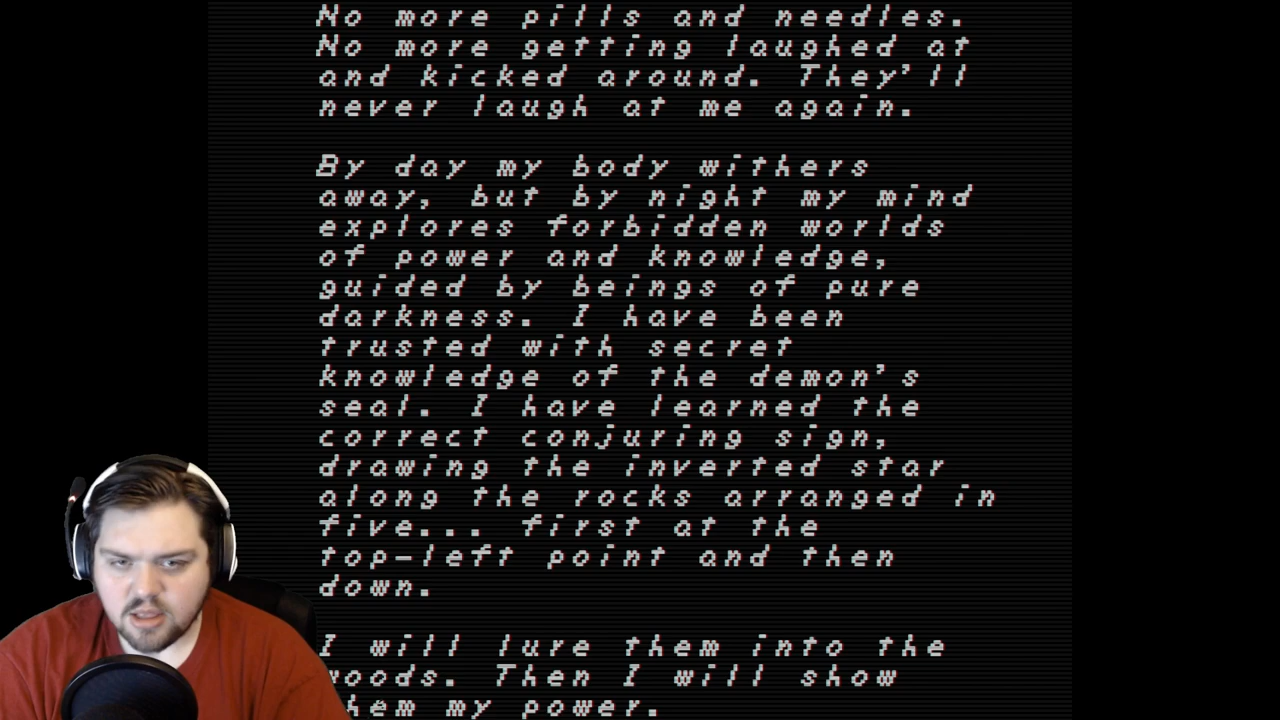 No more pills and needles.
No more getting laughed at
and kicked around. They'll
never laugh at me again.
By day my body withers
away, but by night my mind
explores forbidden worlds
of power and knowledge,
guided by beings of pure
darkness. I have been
trusted with secret
knowledge of the demon's
seal. I have learned the
correct conjuring sign,
drawing the inverted star
along the rocks arranged in
five... first at the
top-left point and then
down.
I will lure them into the
woods. Then I will show
them my power.